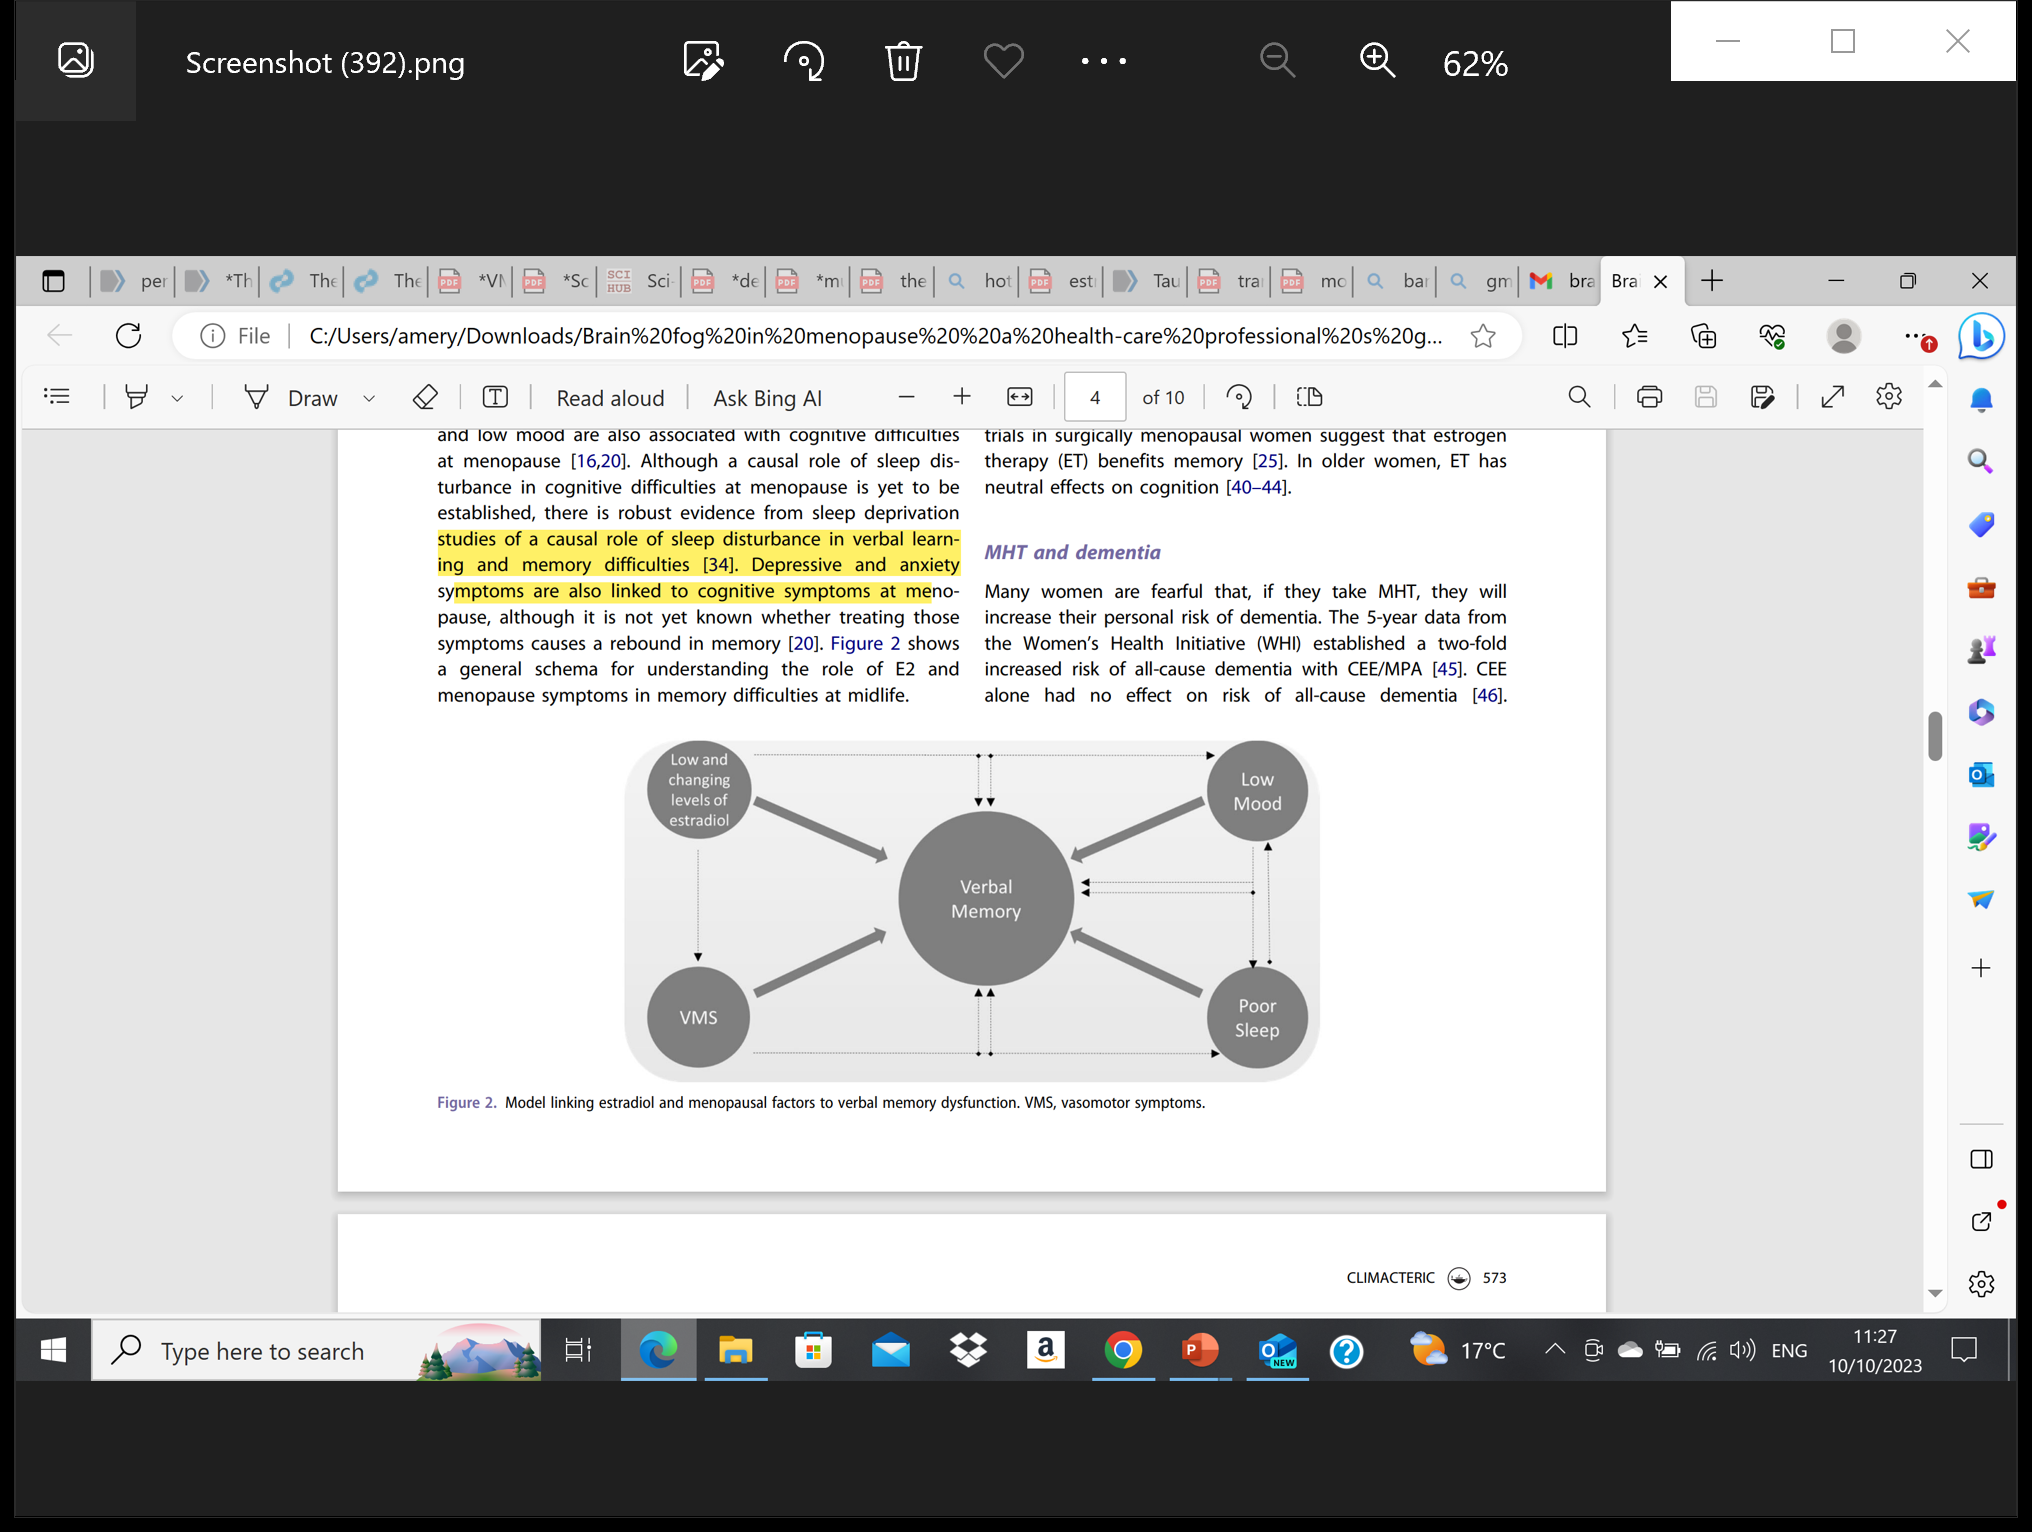 Screenshot (392).png
62%
per
*Th
The
The
*VM
*Sc
SCI HUB
Sci-
*de
*m
the
hot
est
Tau
tra
mo
bar
gm
bra
Brai
File
C:/Users/amery/Downloads/Brain%20fog%20in%20menopause%20%20a%20health-care%20professional%20s%20g...
Draw
Read aloud
Ask Bing AI
4
of 10
and low mood are also associated with cognitive difficulties
at menopause [16,20]. Although a causal role of sleep dis-
turbance in cognitive difficulties at menopause is yet to be
established, there is robust evidence from sleep deprivation
studies of a causal role of sleep disturbance in verbal learn-
ing and memory difficulties [34]. Depressive and anxiety
symptoms are also linked to cognitive symptoms at meno-
pause, although it is not yet known whether treating those
symptoms causes a rebound in memory [20]. Figure 2 shows
a general schema for understanding the role of E2 and
menopause symptoms in memory difficulties at midlife.
trials in surgically menopausal women suggest that estrogen
therapy (ET) benefits memory [25]. In older women, ET has
neutral effects on cognition [40–44].
MHT and dementia
Many women are fearful that, if they take MHT, they will
increase their personal risk of dementia. The 5-year data from
the Women's Health Initiative (WHI) established a two-fold
increased risk of all-cause dementia with CEE/MPA [45]. CEE
alone had no effect on risk of all-cause dementia [46].
Low and
changing
levels of
estradiol
Low
Mood
Verbal
Memory
VMS
Poor
Sleep
Figure 2. Model linking estradiol and menopausal factors to verbal memory dysfunction. VMS, vasomotor symptoms.
CLIMACTERIC
573
Type here to search
NEW
17°C
ENG
11:27
10/10/2023